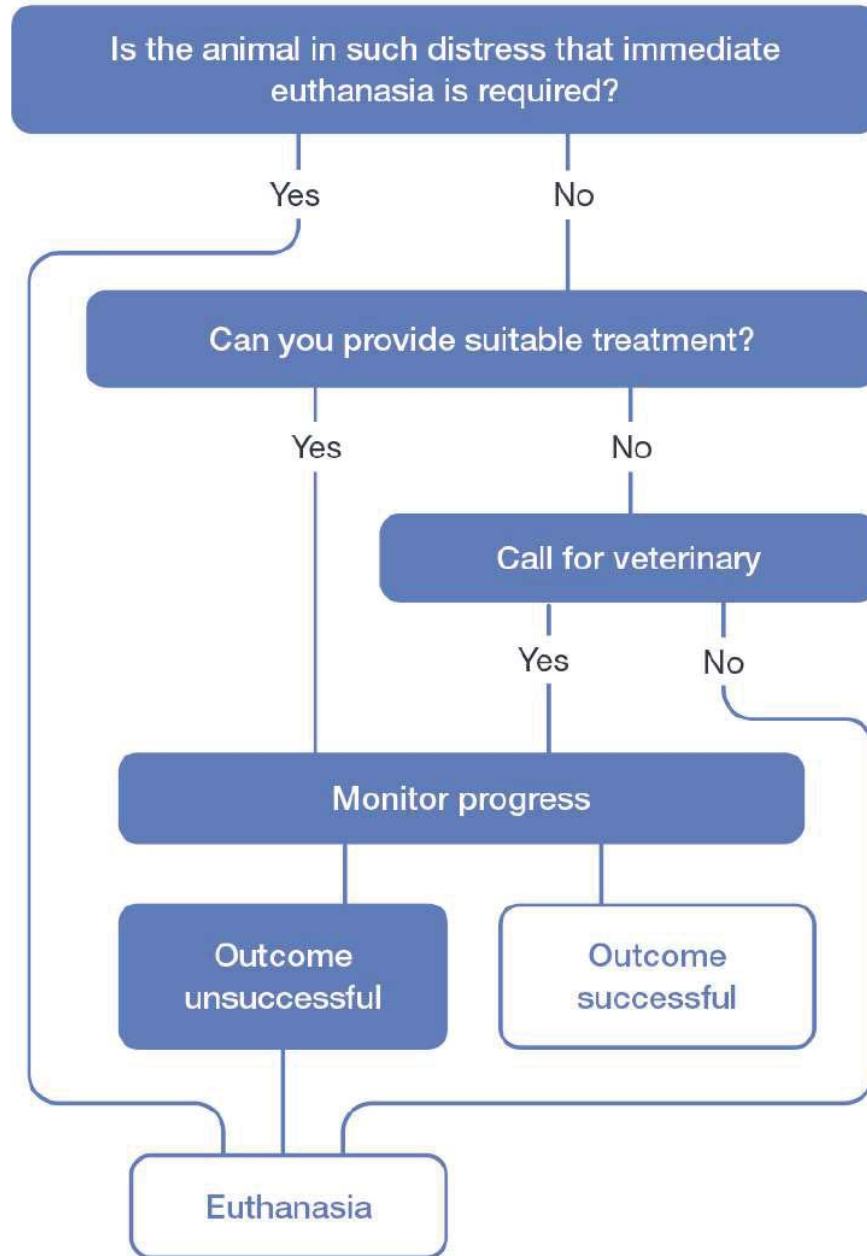 Is the animal in such distress that immediate
euthanasia is required?
Yes
No
Can you provide suitable treatment?
Yes
No
Call for veterinary
Yes
No
Monitor progress
Outcome
unsuccessful
Outcome
successful
Euthanasia